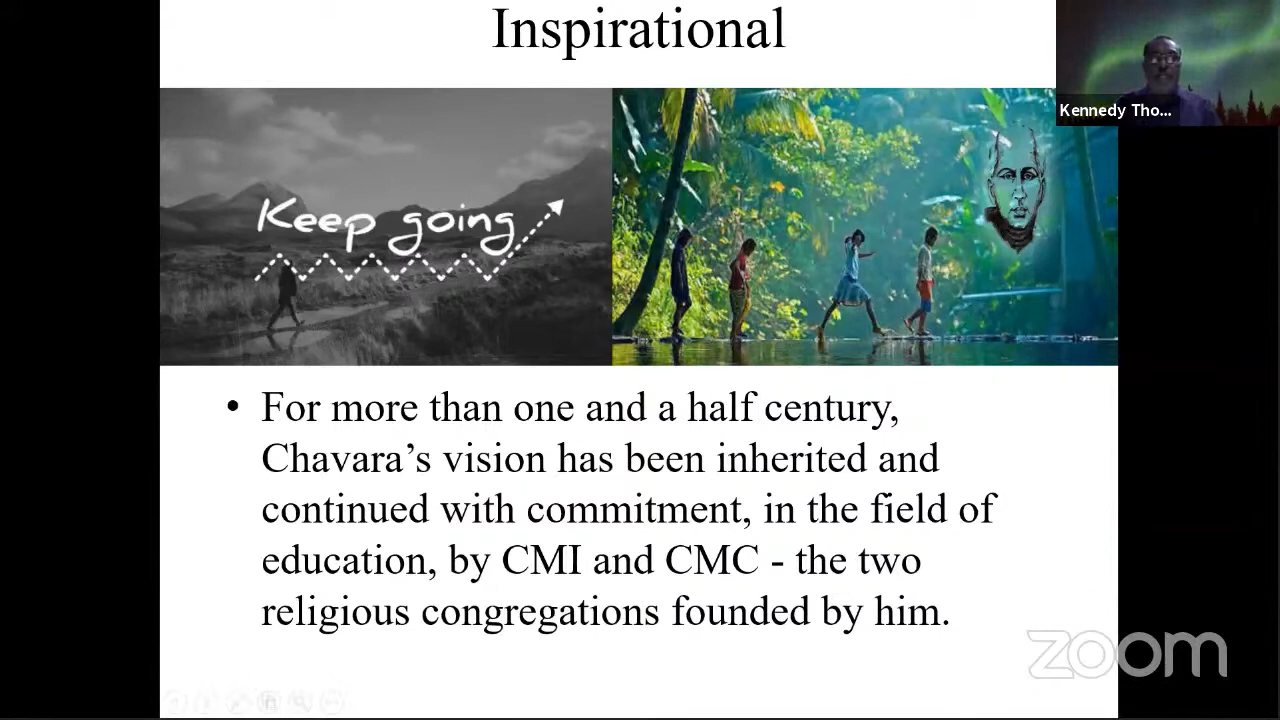 Inspirational
Kennedy Tho...
Keep going
• For more than one and a half century,
Chavara’s vision has been inherited and
continued with commitment, in the field of
education, by CMI and CMC - the two
religious congregations founded by him.
zoom